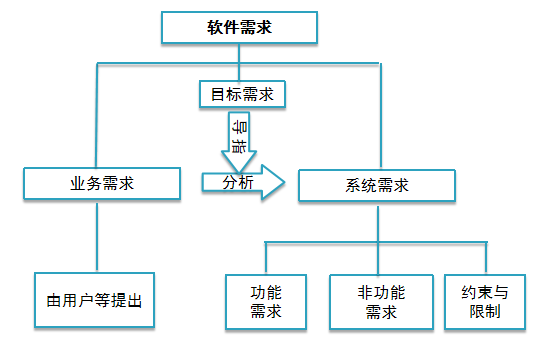 软件需求
目标需求
指导
业务需求
分析
系统需求
由用户等提出
功能
需求
非功能
需求
约束与
限制